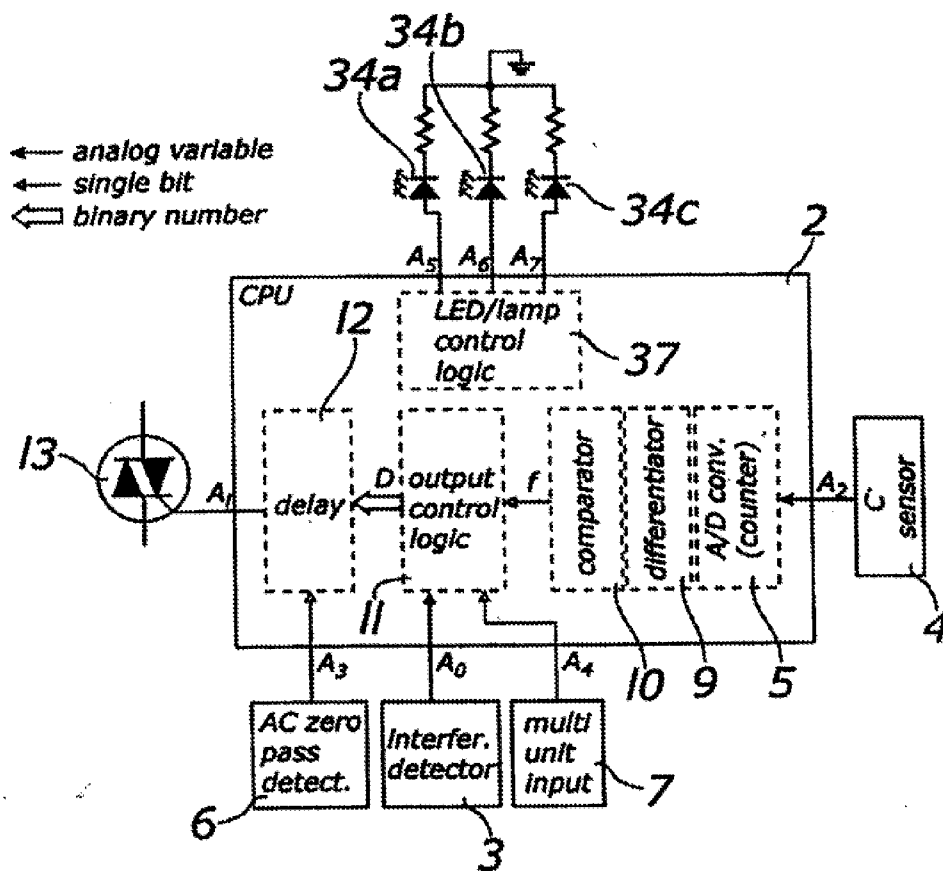 34b
34a
analog variable
single bit
binary number
34c
2
A5
A6
A7
CPU
LED/lamp
control
logic
12
37
13
A1
delay
D
output
control
logic
f
comparator
differentiator
A/D conv.
(counter)
A2
C
sensor
11
10
9
5
4
A3
A0
A4
AC zero
pass
detect.
interfer.
detector
multi
unit
input
6
3
7